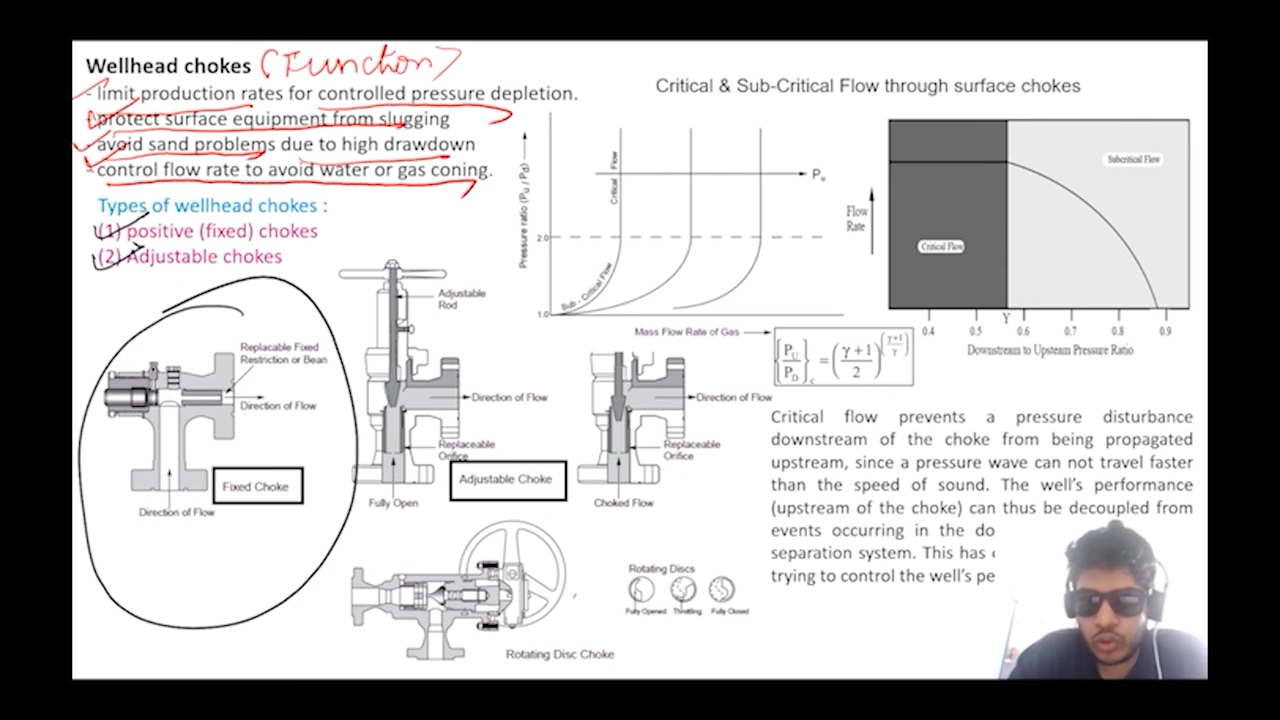 Wellhead chokes (Function)
- limit production rates for controlled pressure depletion.
- protect surface equipment from slugging
- avoid sand problems due to high drawdown
- control flow rate to avoid water or gas coning.
Types of wellhead chokes :
(1) positive (fixed) chokes
(2) Adjustable chokes
Replacable Fixed
Restriction or Bean
Direction of Flow
Fixed Choke
Direction of Flow
Adjustable
Rod
Direction of Flow
Replaceable
Orifice
Fully Open
Adjustable Choke
Direction of Flow
Replaceable
Orifice
Choked Flow
Rotating Discs
Fully Opened Throttling Fully Closed
Rotating Disc Choke
Critical & Sub-Critical Flow through surface chokes
Pressure ratio (Pu / Pd)
Critical Flow
Pu
2.0
Sub - Critical Flow
1.0
Mass Flow Rate of Gas
Flow
Rate
Critical Flow
Subcritical Flow
0.4 0.5 Y 0.6 0.7 0.8 0.9
Downstream to Upsteam Pressure Ratio
{PU/PD}c = ((γ+1)/2)^((γ+1)/γ)
Critical flow prevents a pressure disturbance
downstream of the choke from being propagated
upstream, since a pressure wave can not travel faster
than the speed of sound. The well's performance
(upstream of the choke) can thus be decoupled from
events occurring in the do
separation system. This has
trying to control the well's pe